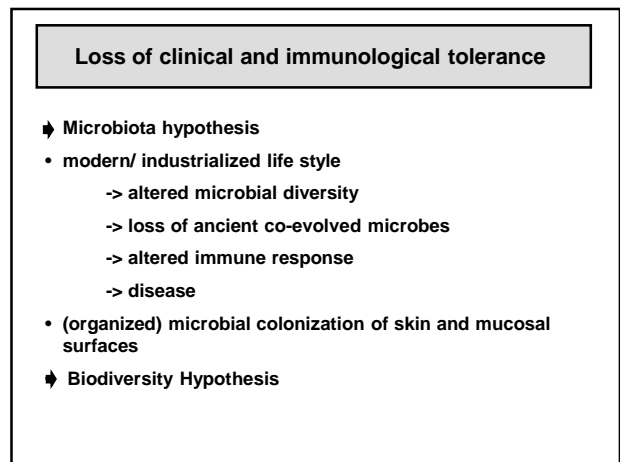 Loss of clinical and immunological tolerance
➧ Microbiota hypothesis
• modern/ industrialized life style
-> altered microbial diversity
-> loss of ancient co-evolved microbes
-> altered immune response
-> disease
• (organized) microbial colonization of skin and mucosal
surfaces
➧ Biodiversity Hypothesis